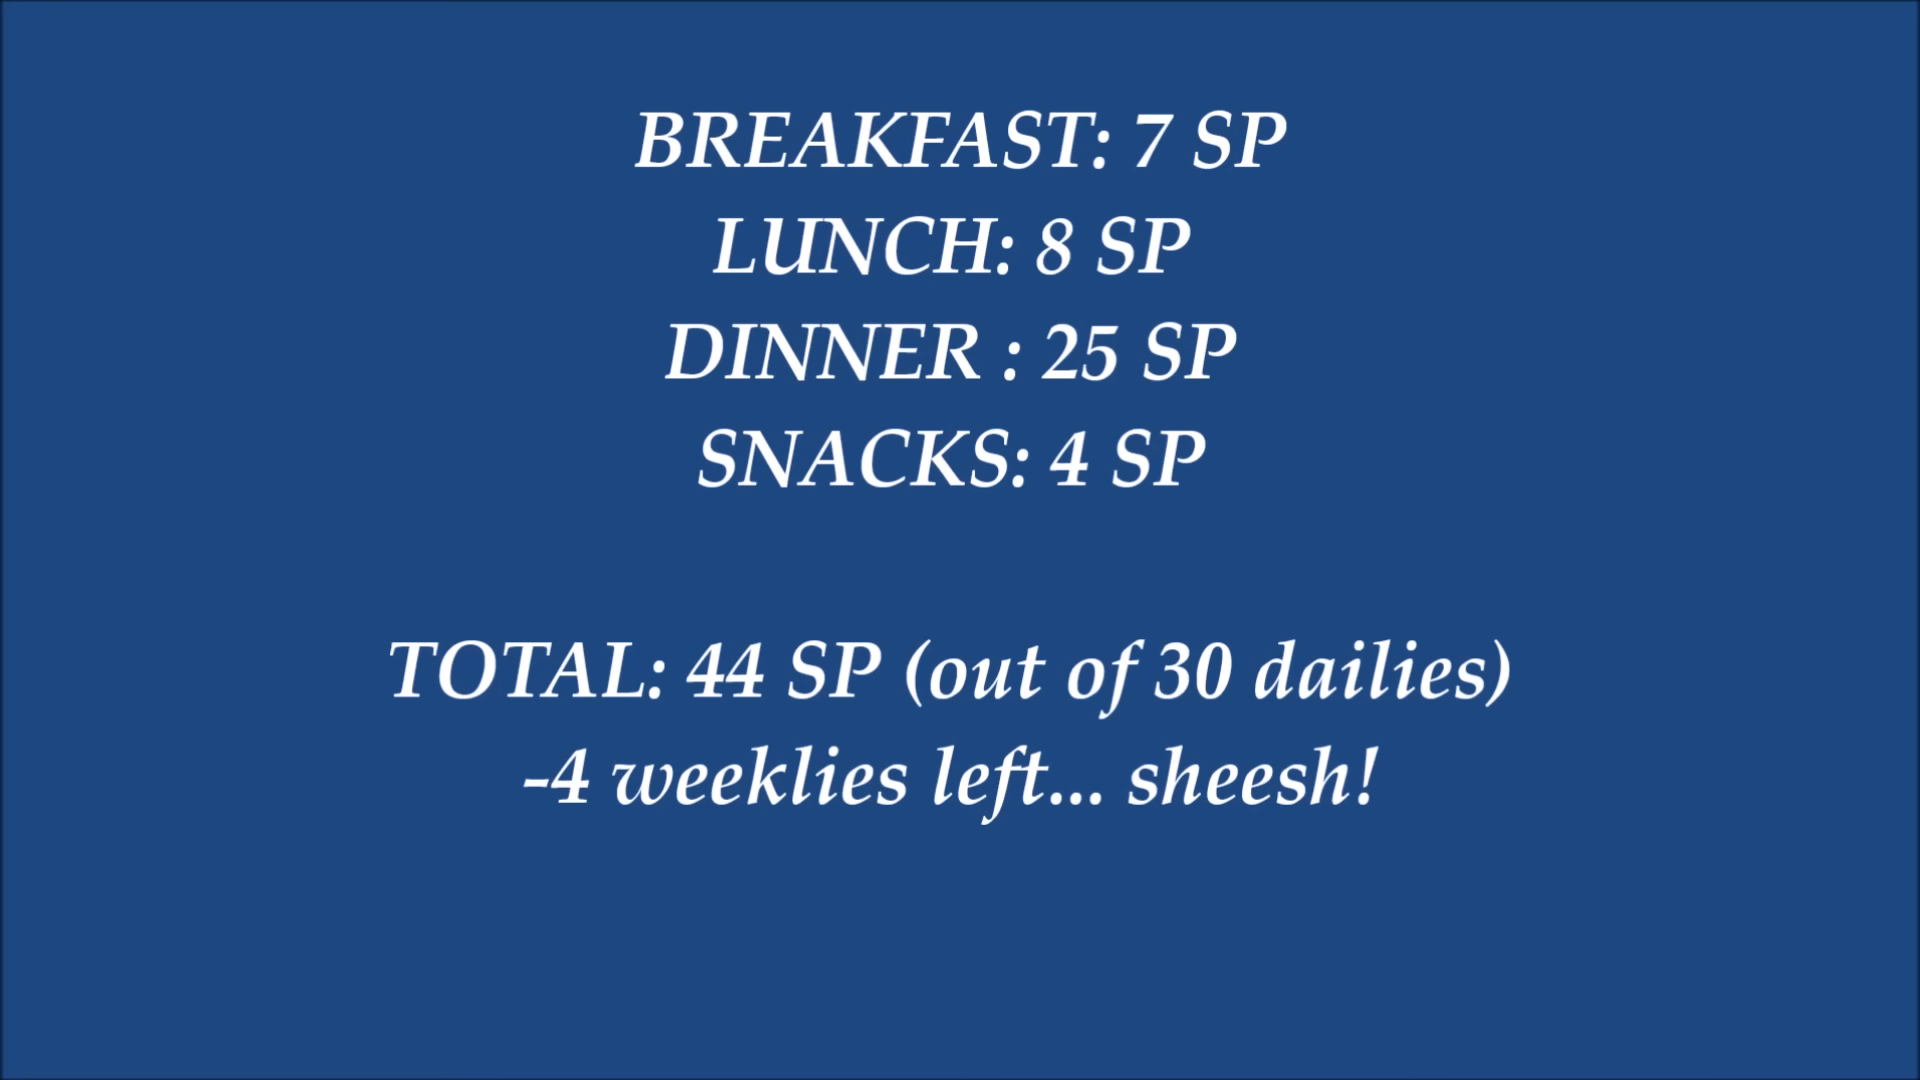 BREAKFAST: 7 SP
LUNCH: 8 SP
DINNER : 25 SP
SNACKS: 4 SP
TOTAL: 44 SP (out of 30 dailies)
-4 weeklies left... sheesh!